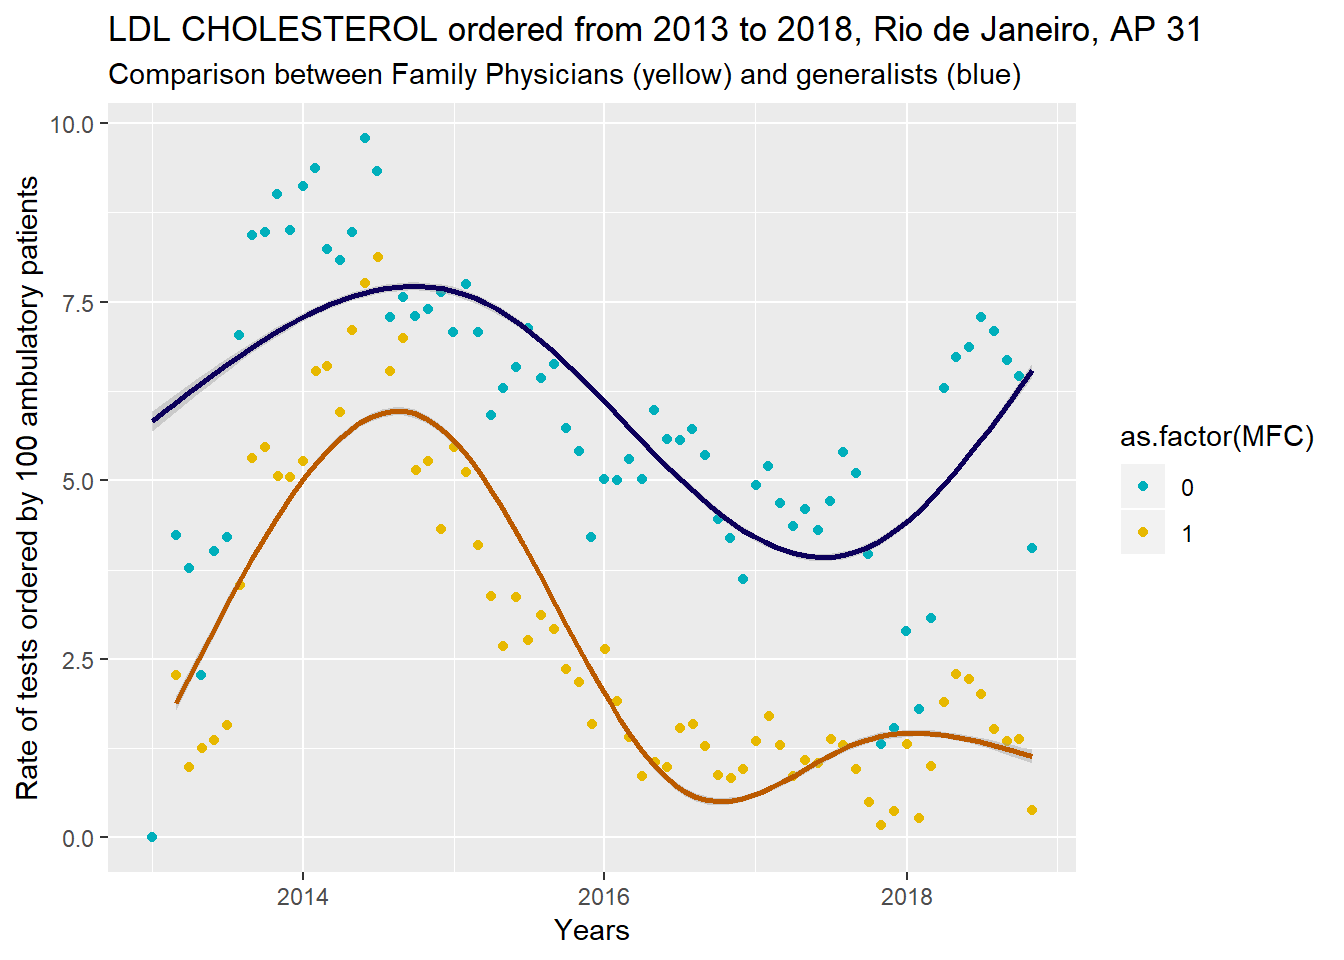 LDL CHOLESTEROL ordered from 2013 to 2018, Rio de Janeiro, AP 31
Comparison between Family Physicians (yellow) and generalists (blue)
Rate of tests ordered by 100 ambulatory patients
10.0
7.5
5.0
2.5
0.0
2014
2016
2018
Years
as.factor(MFC)
0
1